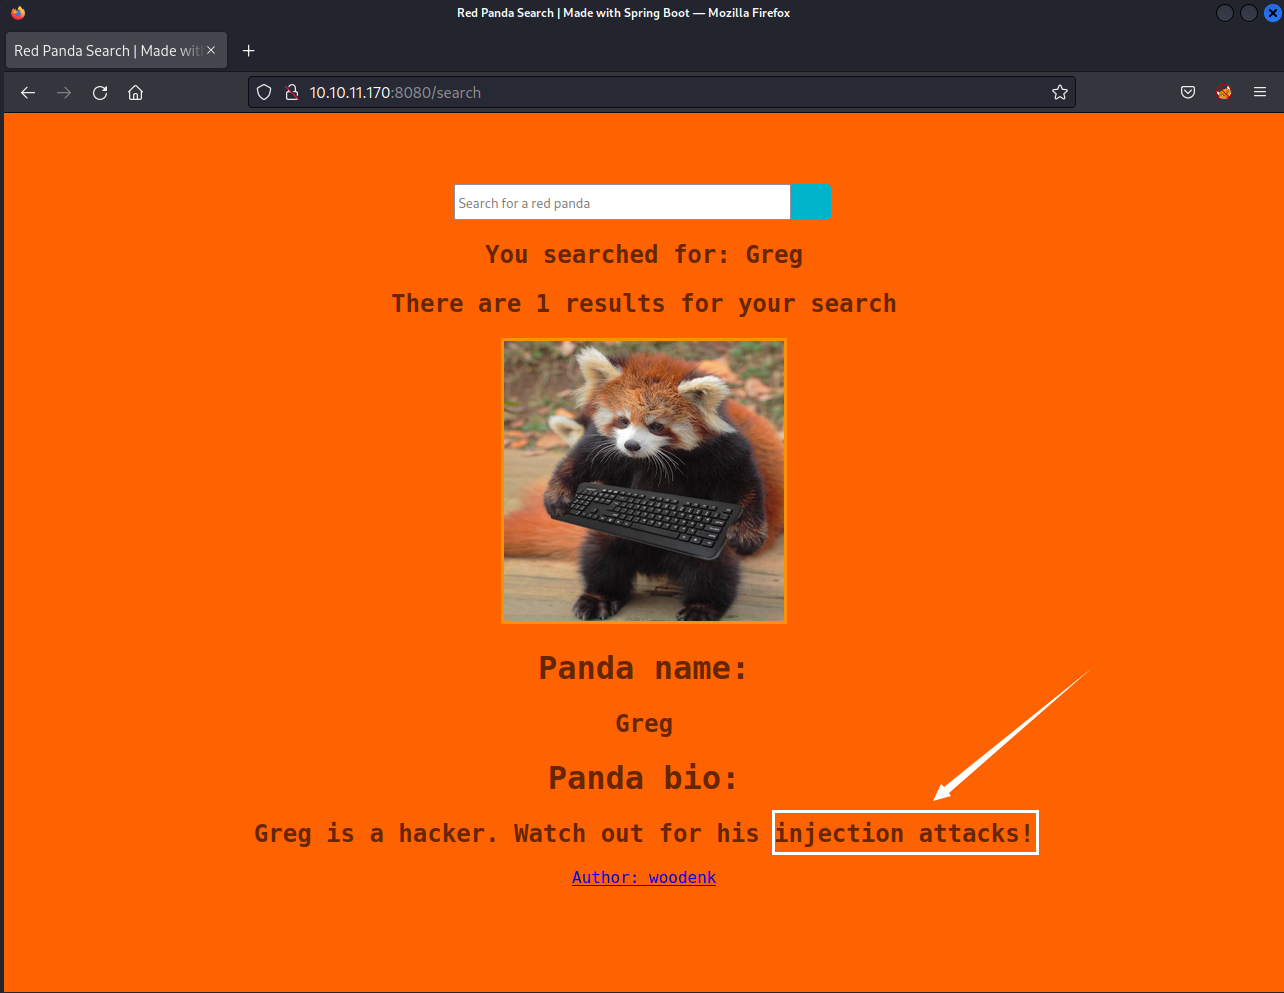 Red Panda Search | Made with Spring Boot — Mozilla Firefox
Red Panda Search | Made with
10.10.11.170:8080/search
Search for a red panda
You searched for: Greg
There are 1 results for your search
Panda name:
Greg
Panda bio:
Greg is a hacker. Watch out for his injection attacks!
Author: woodenk